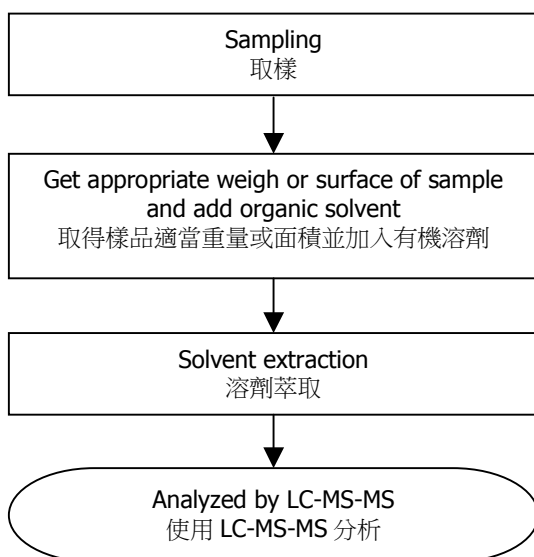 Sampling
取樣
Get appropriate weigh or surface of sample
and add organic solvent
取得樣品適當重量或面積並加入有機溶劑
Solvent extraction
溶劑萃取
Analyzed by LC-MS-MS
使用 LC-MS-MS 分析